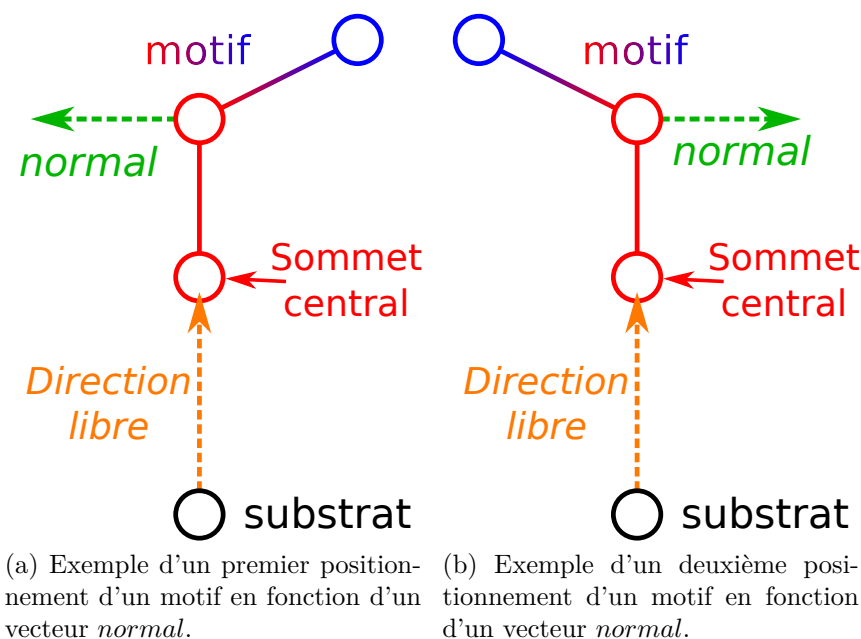 motif
normal
Sommet
central
Direction
libre
substrat
(a) Exemple d'un premier position-
nement d'un motif en fonction d'un
vecteur normal.
motif
normal
Sommet
central
Direction
libre
substrat
(b) Exemple d'un deuxième posi-
tionnement d'un motif en fonction
d'un vecteur normal.